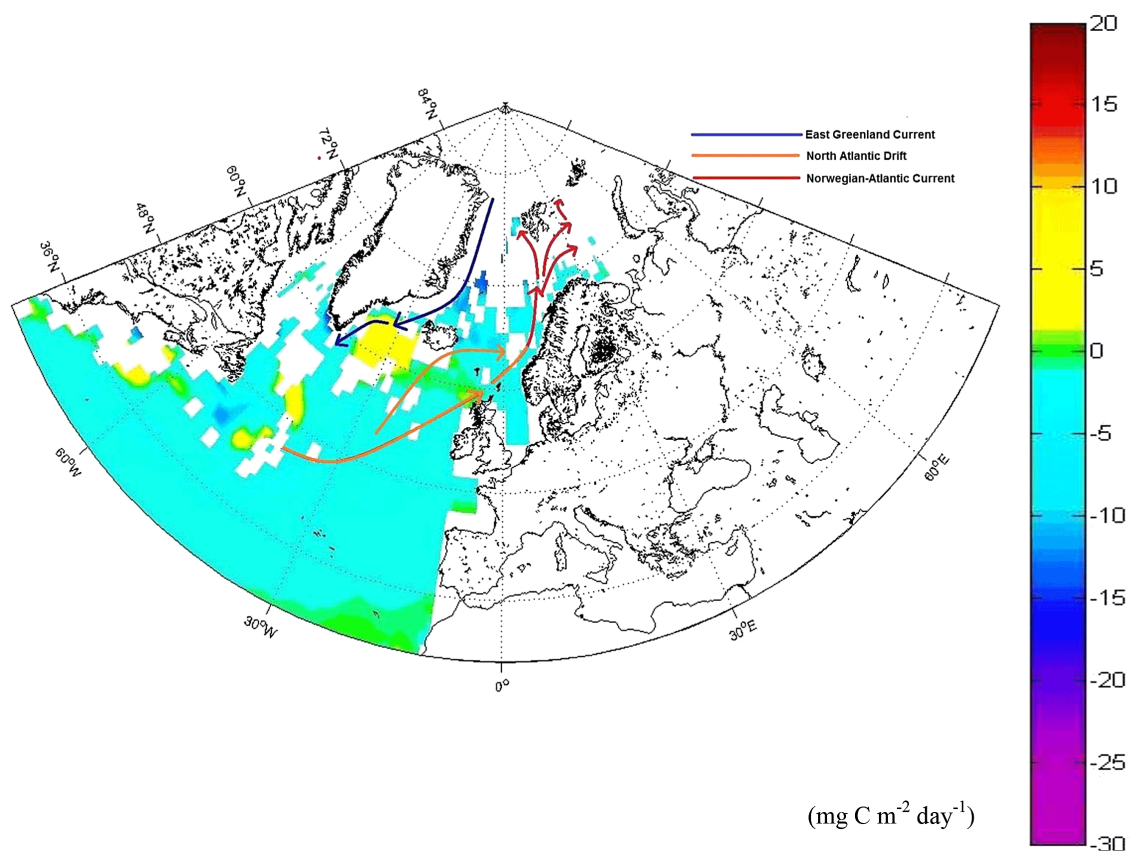 20
15
10
5
0
-5
-10
-15
-20
-25
-30
84°N
72°N
60°N
48°N
36°N
East Greenland Current
North Atlantic Drift
Norwegian-Atlantic Current
60°W
30°W
0°
30°E
60°E
(mg C m-2 day-1)